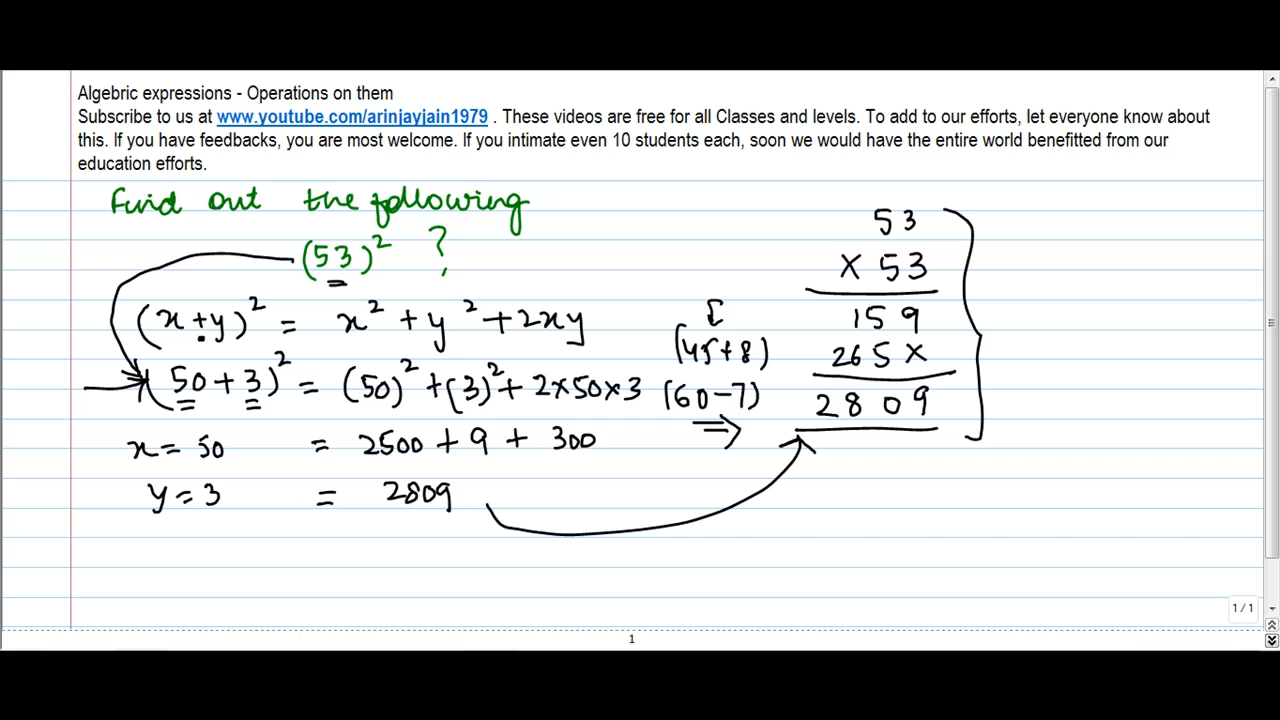 Algebric expressions - Operations on them
Subscribe to us at www.youtube.com/arinjayjain1979 . These videos are free for all Classes and levels. To add to our efforts, let everyone know about
this. If you have feedbacks, you are most welcome. If you intimate even 10 students each, soon we would have the entire world benefitted from our
education efforts.
Find out the following
(53)² ?
(x+y)² = x² + y² + 2xy
(50 + 3)² = (50)² + (3)² + 2×50×3
x = 50 = 2500 + 9 + 300
y = 3 = 2809
(45+8)
(60-7)
⇒
53
× 53
159
265×
2809
1 / 1
1